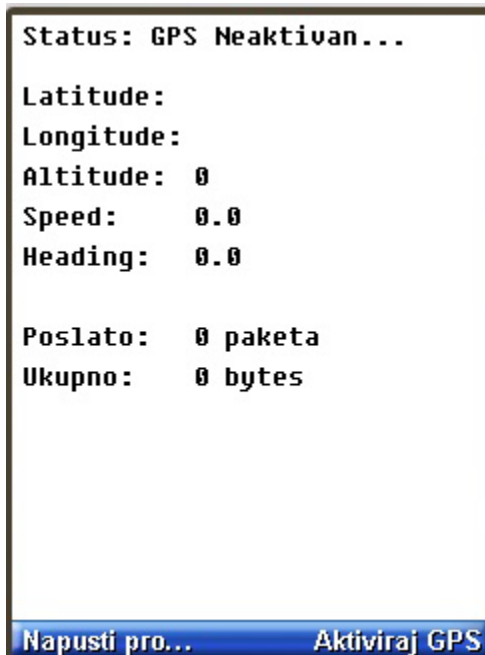 Status: GPS Neaktivan...
Latitude:
Longitude:
Altitude: 0
Speed: 0.0
Heading: 0.0
Poslato: 0 paketa
Ukupno: 0 bytes
Napusti pro... Aktiviraj GPS